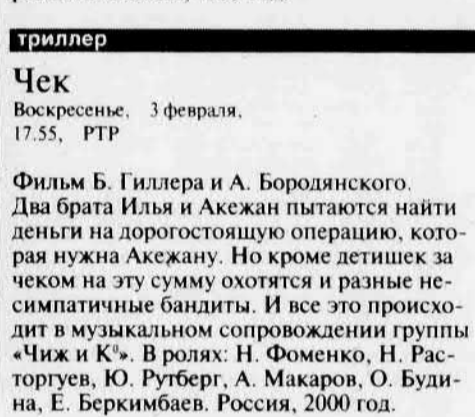 триллер
Чек
Воскресенье, 3 февраля,
17.55, РТР
Фильм Б. Гиллера и А. Бородянского.
Два брата Илья и Акежан пытаются найти
деньги на дорогостоящую операцию, кото-
рая нужна Акежану. Но кроме детишек за
чеком на эту сумму охотятся и разные не-
симпатичные бандиты. И все это происхо-
дит в музыкальном сопровождении группы
«Чиж и К⁰». В ролях: Н. Фоменко, Н. Рас-
торгуев, Ю. Рутберг, А. Макаров, О. Буди-
на, Е. Беркимбаев. Россия, 2000 год.